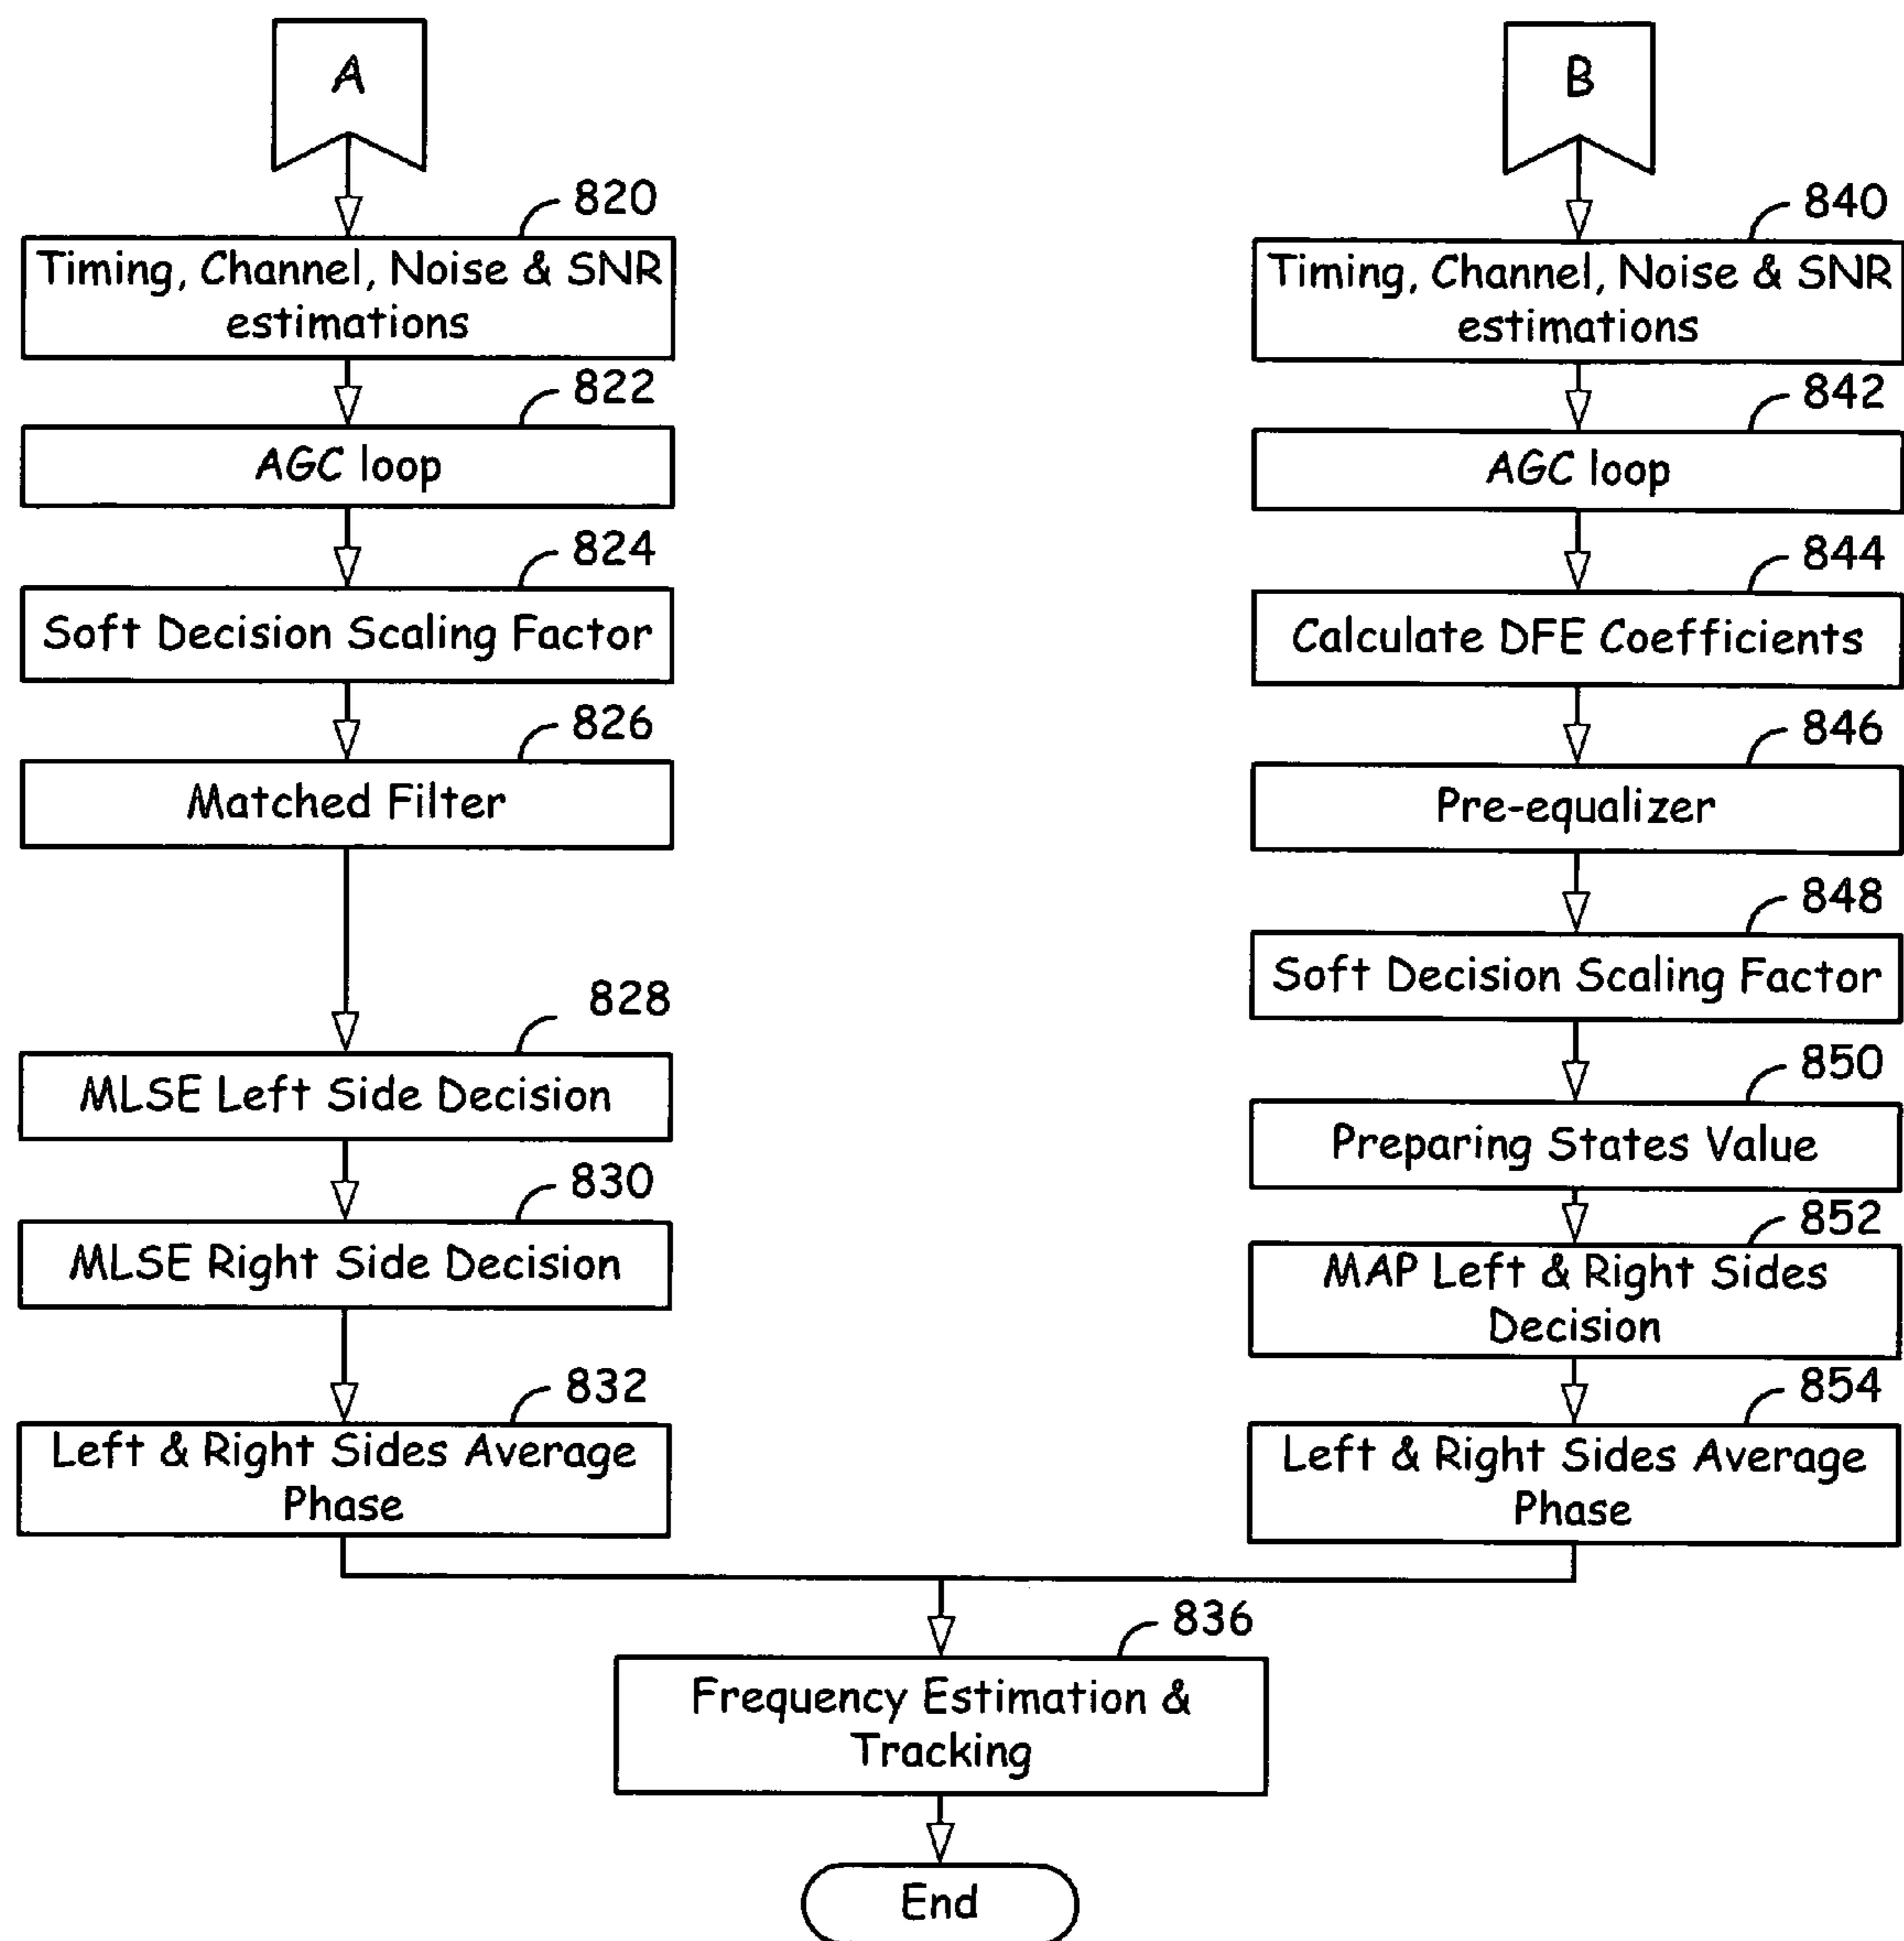 A
820
Timing, Channel, Noise & SNR
estimations
822
AGC loop
824
Soft Decision Scaling Factor
826
Matched Filter
828
MLSE Left Side Decision
830
MLSE Right Side Decision
832
Left & Right Sides Average
Phase
B
840
Timing, Channel, Noise & SNR
estimations
842
AGC loop
844
Calculate DFE Coefficients
846
Pre-equalizer
848
Soft Decision Scaling Factor
850
Preparing States Value
852
MAP Left & Right Sides
Decision
854
Left & Right Sides Average
Phase
836
Frequency Estimation &
Tracking
End